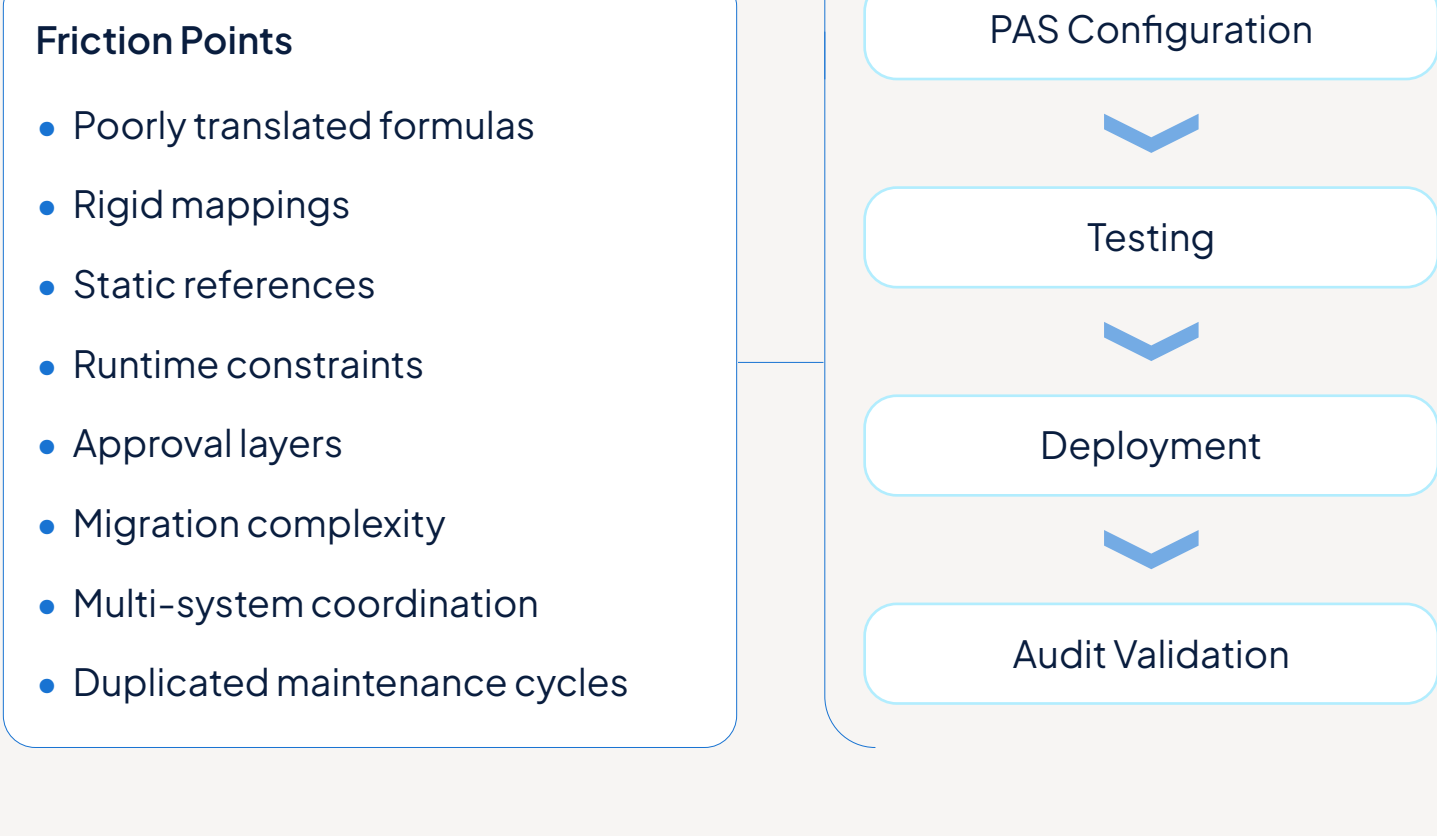 Friction Points
Poorly translated formulas
Rigid mappings
Static references
Runtime constraints
Approval layers
Migration complexity
Multi-system coordination
Duplicated maintenance cycles
PAS Configuration
Testing
Deployment
Audit Validation